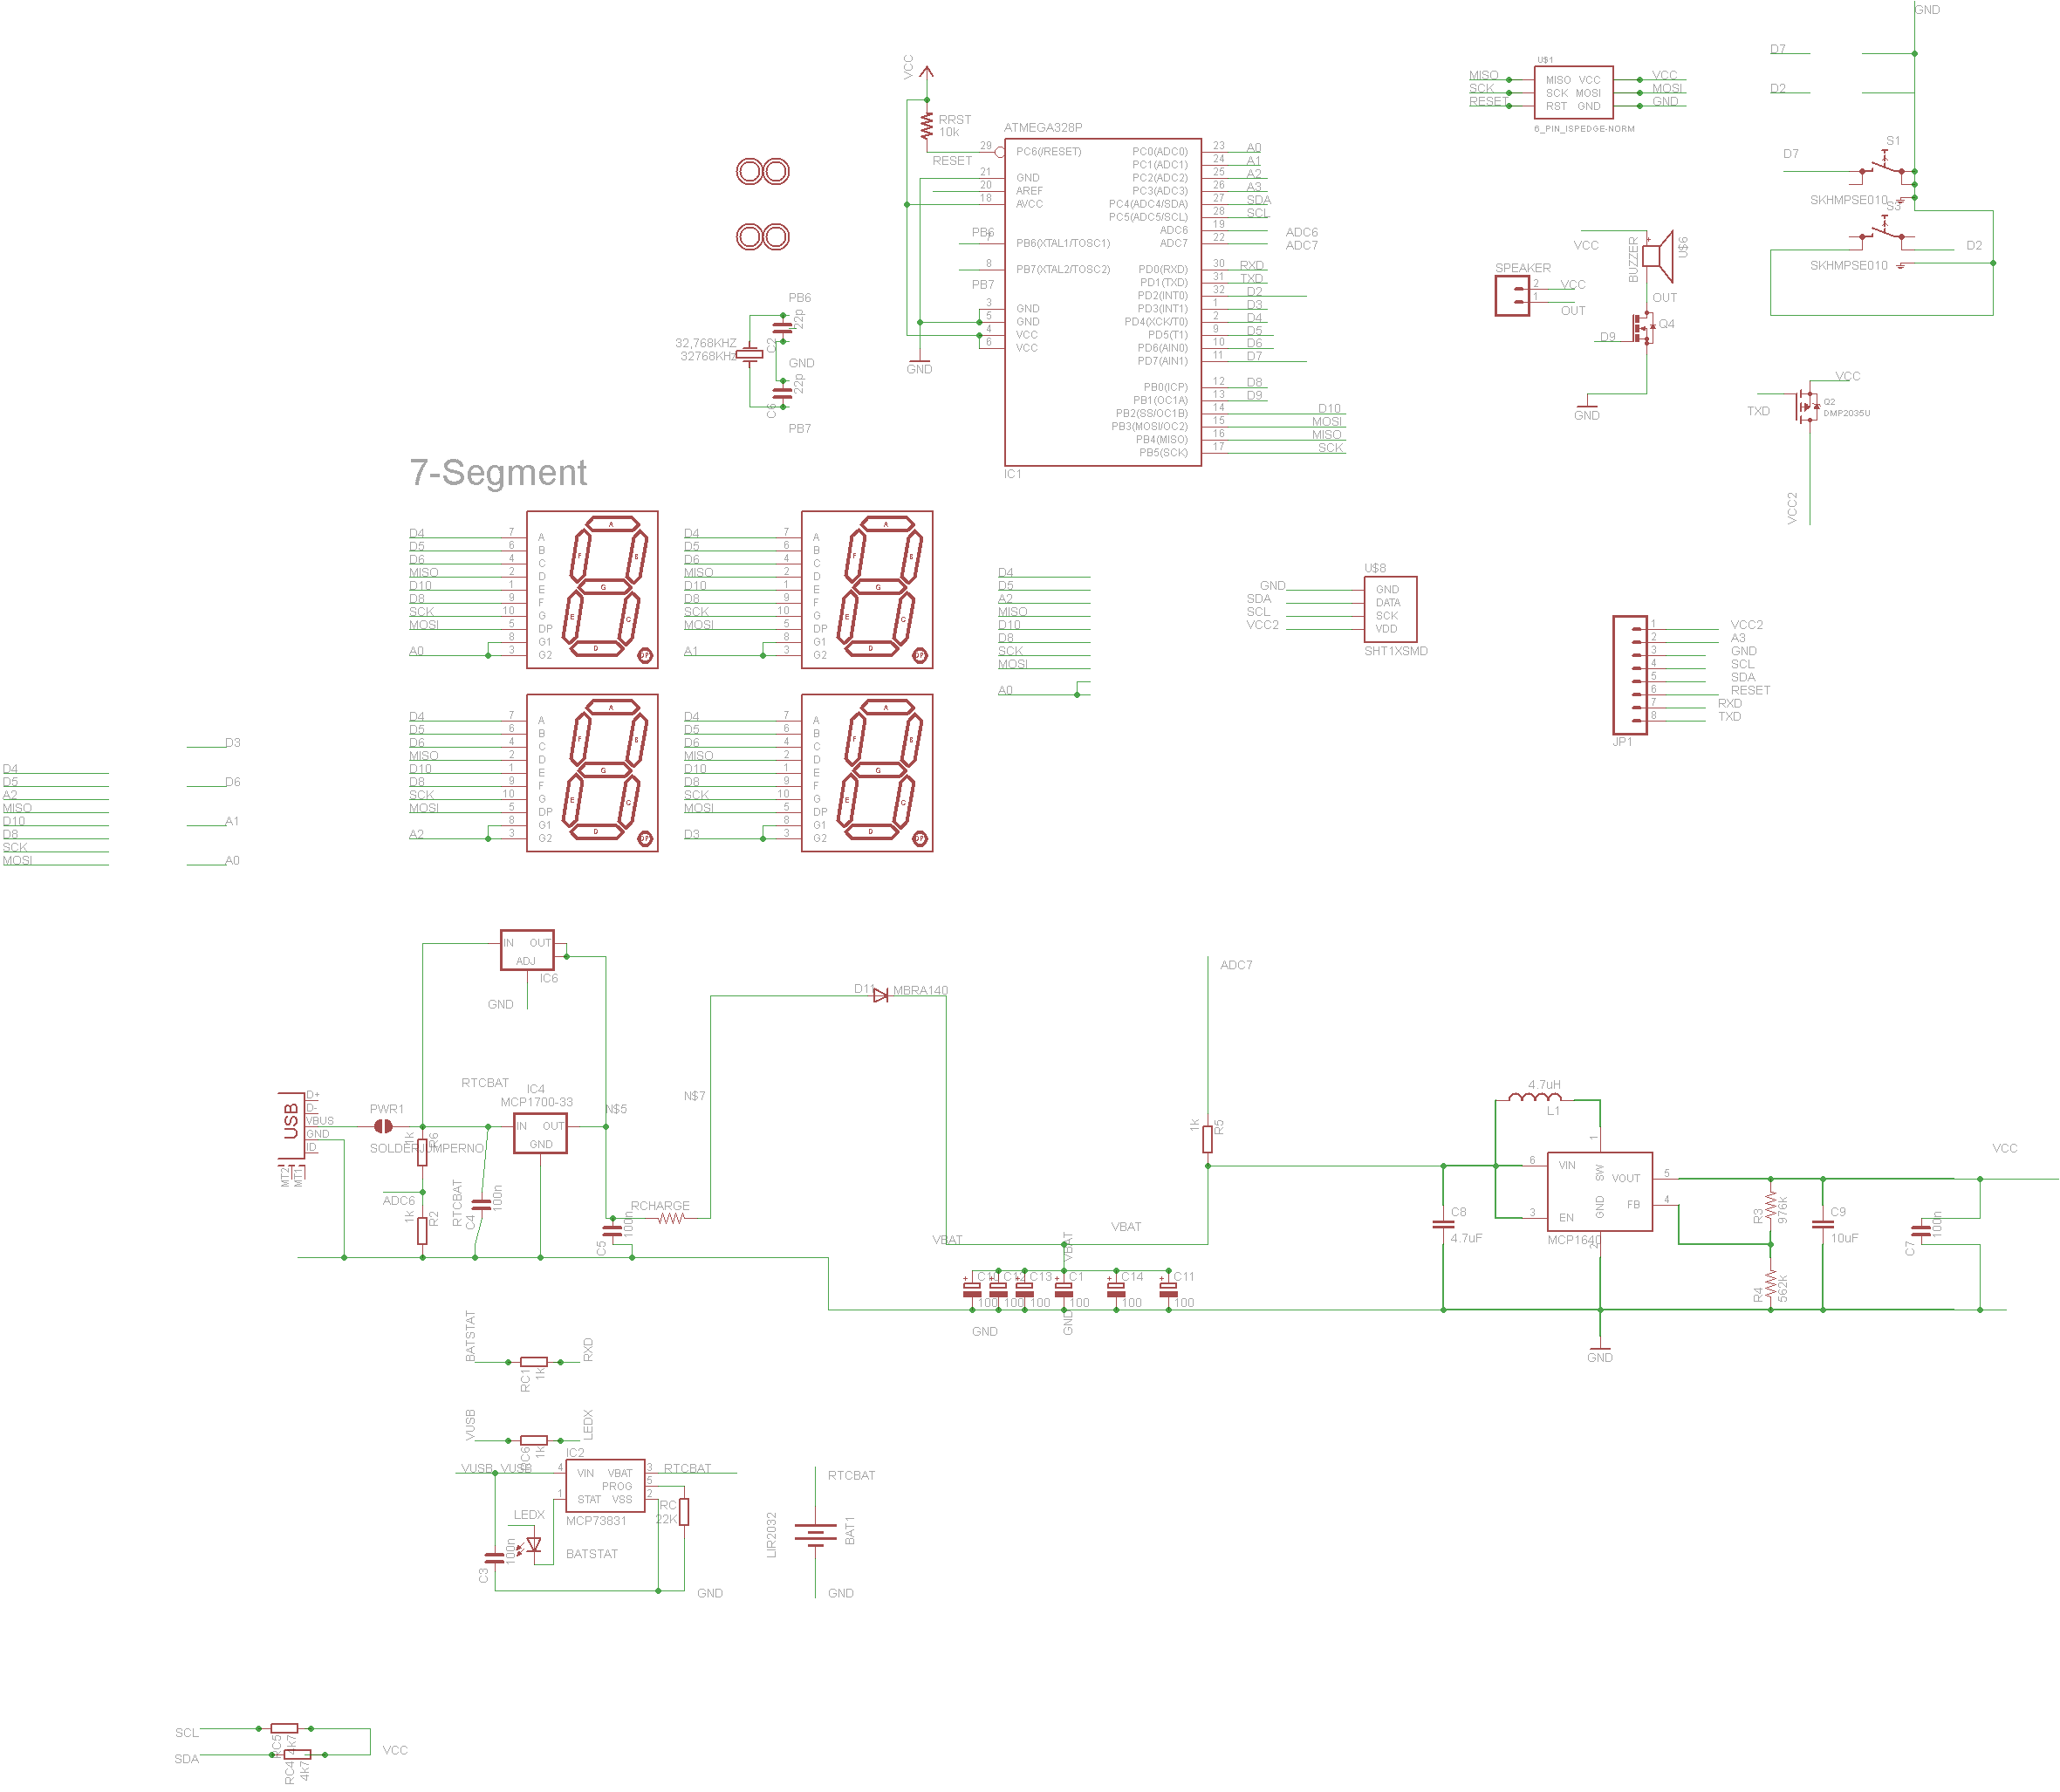 GND
D7
D2
U$1
MISO
SCK
RESET
MISO VCC
SCK MOSI
RST GND
VCC
MOSI
GND
6_PIN_ISPEDGE-NORM
S1
D7
SKHMPSE010
S3
D2
SKHMPSE010
VCC
RRST
10k
RESET
ATMEGA328P
29 PC6(/RESET)
21 GND
20 AREF
18 AVCC
PB6
7 PB6(XTAL1/TOSC1)
8 PB7(XTAL2/TOSC2)
PB7
3 GND
5 GND
4 VCC
6 VCC
GND
PC0(ADC0) 23 A0
PC1(ADC1) 24 A1
PC2(ADC2) 25 A2
PC3(ADC3) 26 A3
PC4(ADC4/SDA) 27 SDA
PC5(ADC5/SCL) 28 SCL
ADC6 19 ADC6
ADC7 22 ADC7
PD0(RXD) 30 RXD
PD1(TXD) 31 TXD
PD2(INT0) 32 D2
PD3(INT1) 1 D3
PD4(XCK/T0) 2 D4
PD5(T1) 9 D5
PD6(AIN0) 10 D6
PD7(AIN1) 11 D7
PB0(ICP) 12 D8
PB1(OC1A) 13 D9
PB2(SS/OC1B) 14 D10
PB3(MOSI/OC2) 15 MOSI
PB4(MISO) 16 MISO
PB5(SCK) 17 SCK
IC1
PB6
22p
C2
32,768KHZ
32768KHz
GND
22p
C6
PB7
VCC
BUZZER
U$6
SPEAKER
2 VCC
1 OUT
OUT
Q4
D9
GND
VCC
TXD
Q2
DMP2035U
VCC2
7-Segment
D4 7 A
D5 6 B
D6 4 C
MISO 2 D
D10 1 E
D8 9 F
SCK 10 G
MOSI 5 DP
8 G1
A0 3 G2
A
F
B
G
E
C
D
DP
D4 7 A
D5 6 B
D6 4 C
MISO 2 D
D10 1 E
D8 9 F
SCK 10 G
MOSI 5 DP
8 G1
A1 3 G2
A
F
B
G
E
C
D
DP
D4
D5
A2
MISO
D10
D8
SCK
MOSI
A0
U$8
GND GND
SDA DATA
SCL SCK
VCC2 VDD
SHT1XSMD
1 VCC2
2 A3
3 GND
4 SCL
5 SDA
6 RESET
7 RXD
8 TXD
JP1
D4 7 A
D5 6 B
D6 4 C
MISO 2 D
D10 1 E
D8 9 F
SCK 10 G
MOSI 5 DP
8 G1
A2 3 G2
A
F
B
G
E
C
D
DP
D4 7 A
D5 6 B
D6 4 C
MISO 2 D
D10 1 E
D8 9 F
SCK 10 G
MOSI 5 DP
8 G1
D3 3 G2
A
F
B
G
E
C
D
DP
D3
D6
A1
A0
D4
D5
A2
MISO
D10
D8
SCK
MOSI
IN OUT
ADJ
IC6
GND
D11
MBRA140
ADC7
USB
D+
D-
VBUS
GND
ID
MT2
MT1
PWR1
SOLDERJUMPERNO
RTCBAT
IC4
MCP1700-33
IN OUT
GND
N$5
N$7
1k
R6
ADC6
1k
R2
RTCBAT
C4
100n
C5
100n
RCHARGE
1k
R5
VBAT
VBAT
VBAT
C13
C1
C14
C11
100
100
100
100
100
100
GND
GND
4.7uH
L1
1
6 VIN
SW
VOUT 5
GND
FB 4
3 EN
MCP1640
2
C8
4.7uF
R3
976k
R4
562k
C9
10uF
C7
100n
VCC
GND
BATSTAT
RC1
1k
RXD
VUSB
RC6
1k
LEDX
VUSB VUSB
IC2
4 VIN VBAT 3 RTCBAT
PROG 5
1 STAT VSS 2
MCP73831
RC
22K
LEDX
100n
C3
BATSTAT
GND
RTCBAT
LIR2032
BAT1
GND
SCL
RC5
4k7
SDA
RC4
4k7
VCC